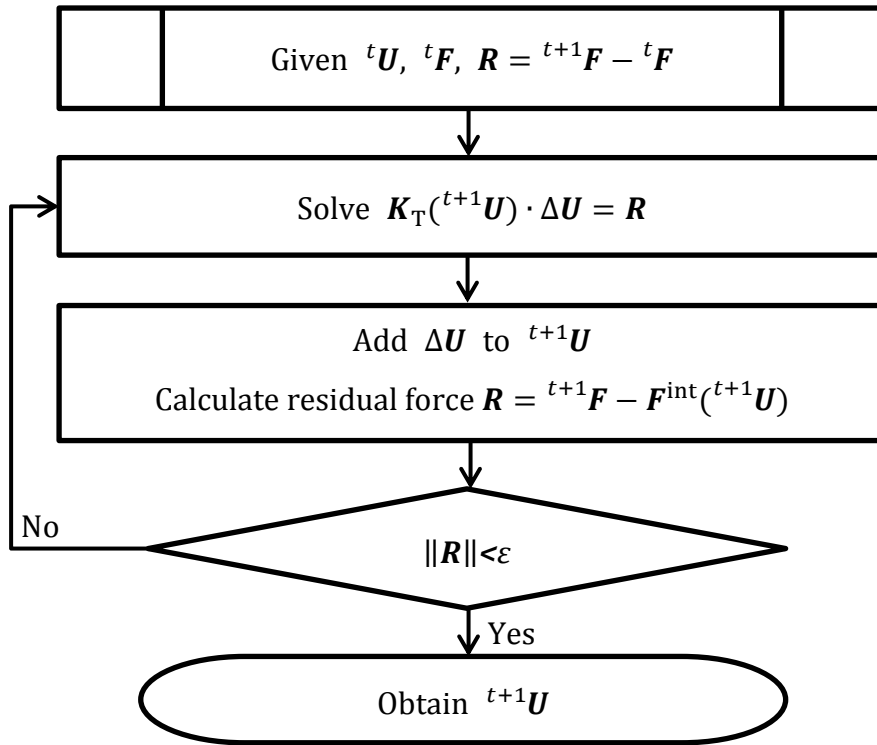 Given ᵗU, ᵗF, R = ᵗ⁺¹F − ᵗF
Solve K_T(ᵗ⁺¹U) · ΔU = R
Add ΔU to ᵗ⁺¹U
Calculate residual force R = ᵗ⁺¹F − Fⁱⁿᵗ(ᵗ⁺¹U)
No
‖R‖<ε
Yes
Obtain ᵗ⁺¹U